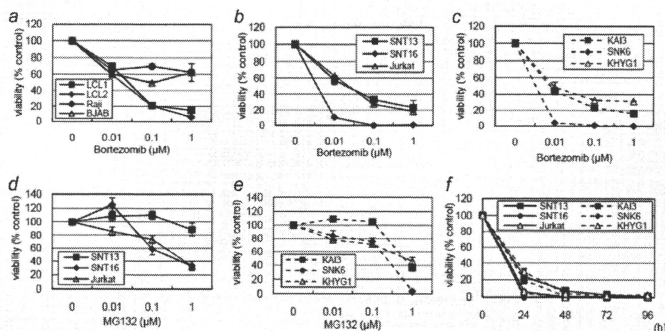 a
viability (% control)
120
100
80
60
40
20
0
LCL1
LCL2
Raji
BJAB
0 0.01 0.1 1
Bortezomib (µM)
b
viability (% control)
120
100
80
60
40
20
0
SNT13
SNT16
Jurkat
0 0.01 0.1 1
Bortezomib (µM)
c
viability (% control)
120
100
80
60
40
20
0
KAI3
SNK6
KHYG1
0 0.01 0.1 1
Bortezomib (µM)
d
viability (% control)
140
120
100
80
60
40
20
0
SNT13
SNT16
Jurkat
0 0.01 0.1 1
MG132 (µM)
e
viability (% control)
140
120
100
80
60
40
20
0
KAI3
SNK6
KHYG1
0 0.01 0.1 1
MG132 (µM)
f
viability (% control)
120
100
80
60
40
20
0
SNT13
SNT16
Jurkat
KAI3
SNK6
KHYG1
0 24 48 72 96
(h)